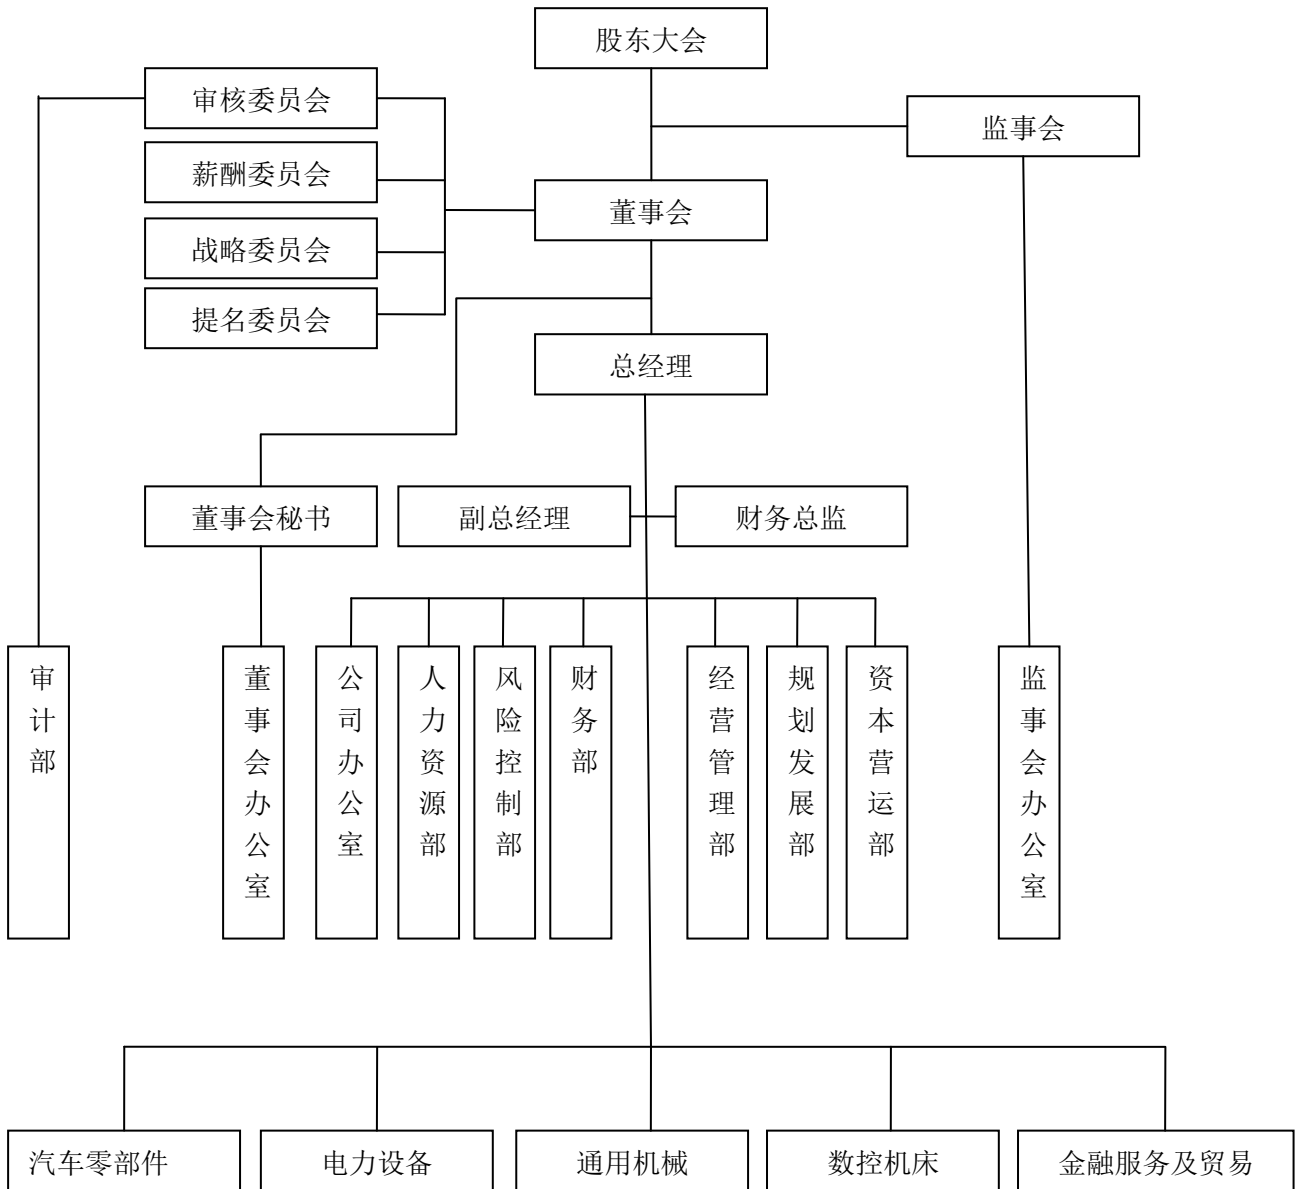 股东大会
审核委员会
监事会
薪酬委员会
董事会
战略委员会
提名委员会
总经理
董事会秘书
副总经理
财务总监
审计部
董事会办公室
公司办公室
人力资源部
风险控制部
财务部
经营管理部
规划发展部
资本营运部
监事会办公室
汽车零部件
电力设备
通用机械
数控机床
金融服务及贸易